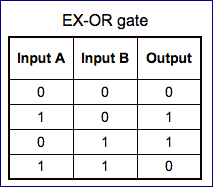 EX-OR gate
Input A Input B Output
0 0 0
1 0 1
0 1 1
1 1 0